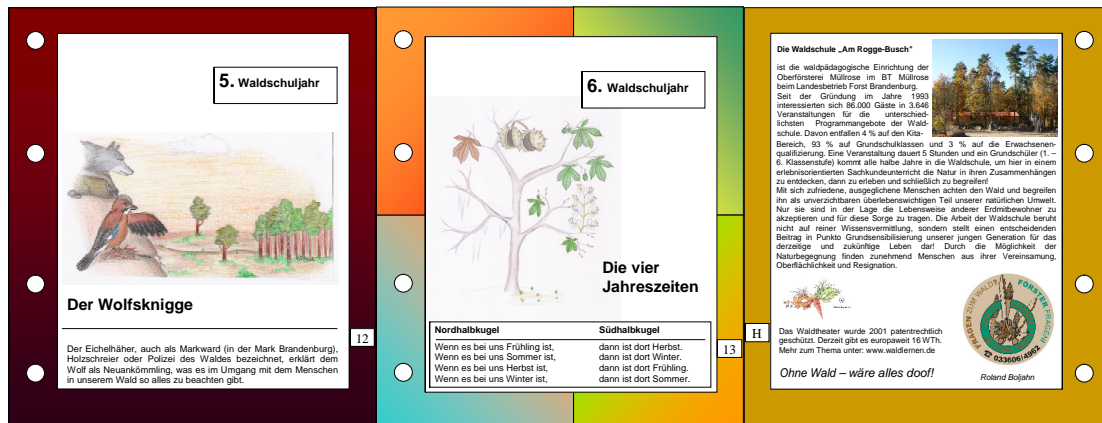 5. Waldschuljahr
Der Wolfsknigge
Der Eichelhäher, auch als Markward (in der Mark Brandenburg),
Holzschreier oder Polizei des Waldes bezeichnet, erklärt dem
Wolf als Neuankömmling, was es im Umgang mit dem Menschen
in unserem Wald so alles zu beachten gibt.
12
6. Waldschuljahr
Die vier
Jahreszeiten
Nordhalbkugel Südhalbkugel
Wenn es bei uns Frühling ist, dann ist dort Herbst.
Wenn es bei uns Sommer ist, dann ist dort Winter.
Wenn es bei uns Herbst ist, dann ist dort Frühling.
Wenn es bei uns Winter ist, dann ist dort Sommer.
13
H
Die Waldschule „Am Rogge-Busch"
ist die waldpädagogische Einrichtung der
Oberförsterei Müllrose im BT Müllrose
beim Landesbetrieb Forst Brandenburg.
Seit der Gründung im Jahre 1993
interessierten sich 86.000 Gäste in 3.646
Veranstaltungen für die unterschied-
lichsten Programmangebote der Wald-
schule. Davon entfallen 4 % auf den Kita-
Bereich, 93 % auf Grundschulklassen und 3 % auf die Erwachsenen-
qualifizierung. Eine Veranstaltung dauert 5 Stunden und ein Grundschüler (1. –
6. Klassenstufe) kommt alle halbe Jahre in die Waldschule, um hier in einem
erlebnisorientierten Sachkundeunterricht die Natur in ihren Zusammenhängen
zu entdecken, dann zu erleben und schließlich zu begreifen!
Mit sich zufriedene, ausgegliche Menschen achten den Wald und begreifen
ihn als unverzichtbaren überlebenswichtigen Teil unserer natürlichen Umwelt.
Nur sie sind in der Lage die Lebensweise anderer Erdmitbewohner zu
akzeptieren und für diese Sorge zu tragen. Die Arbeit der Waldschule beruht
nicht auf reiner Wissensvermittlung, sondern stellt einen entscheidenden
Beitrag in Punkto Grundsensibilisierung unserer jungen Generation für das
derzeitige und zukünftige Leben dar! Durch die Möglichkeit der
Naturbegegnung finden zunehmend Menschen aus ihrer Vereinsamung,
Oberflächlichkeit und Resignation.
Das Waldtheater wurde 2001 patentrechtlich
geschützt. Derzeit gibt es europaweit 16 WThs.
Mehr zum Thema unter: www.waldlernen.de
Ohne Wald – wäre alles doof!
FRAGEN ZUM WALD? FÖRSTER FRAGEN!
☎ 033606/4962
Roland Boljahn